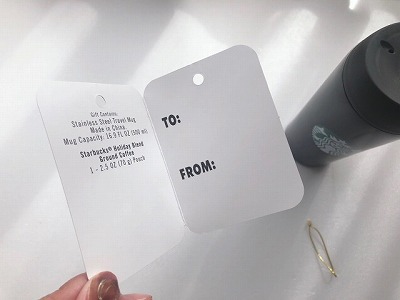 Gift Contents:
Stainless Steel Travel Mug
Made in China
Mug Capacity: 16.9 FL OZ (500 ml)
Starbucks® Holiday Blend
Ground Coffee
1 - 2.5 OZ (70 g) Pouch
TO:
FROM: